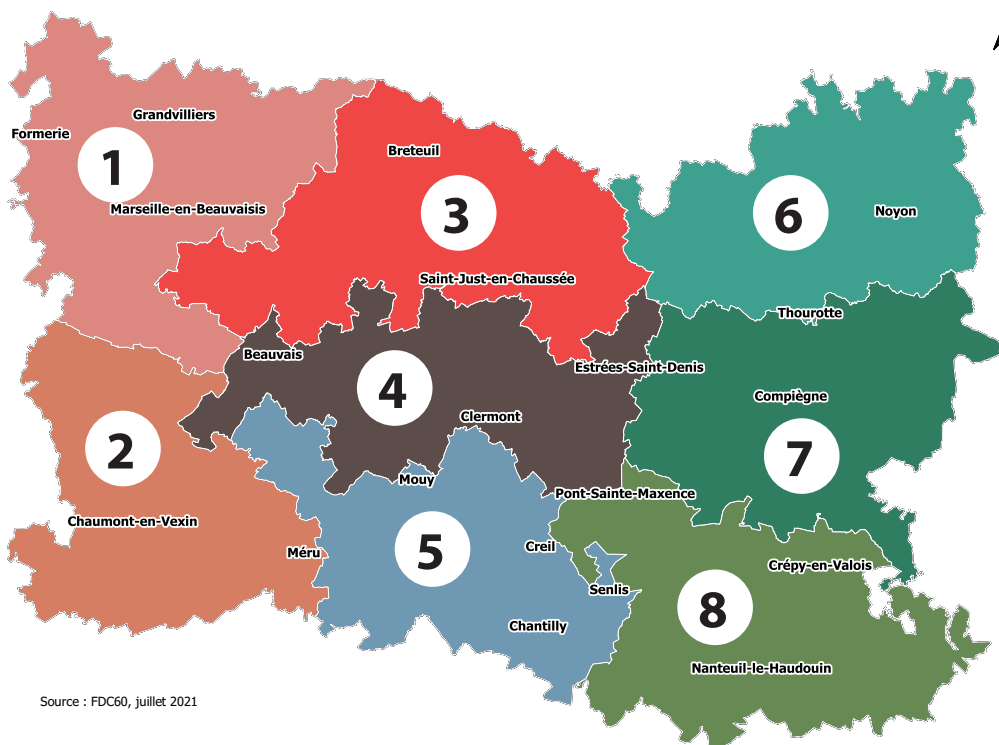 Grandvilliers
Formerie
1
Marseille-en-Beauvaisis
Breteuil
3
Saint-Just-en-Chaussée
6
Noyon
Thourotte
Beauvais
4
Clermont
Estrées-Saint-Denis
Compiègne
7
2
Chaumont-en-Vexin
Méru
Mouy
5
Creil
Pont-Sainte-Maxence
Senlis
Chantilly
Crépy-en-Valois
8
Nanteuil-le-Haudouin
Source : FDC60, juillet 2021